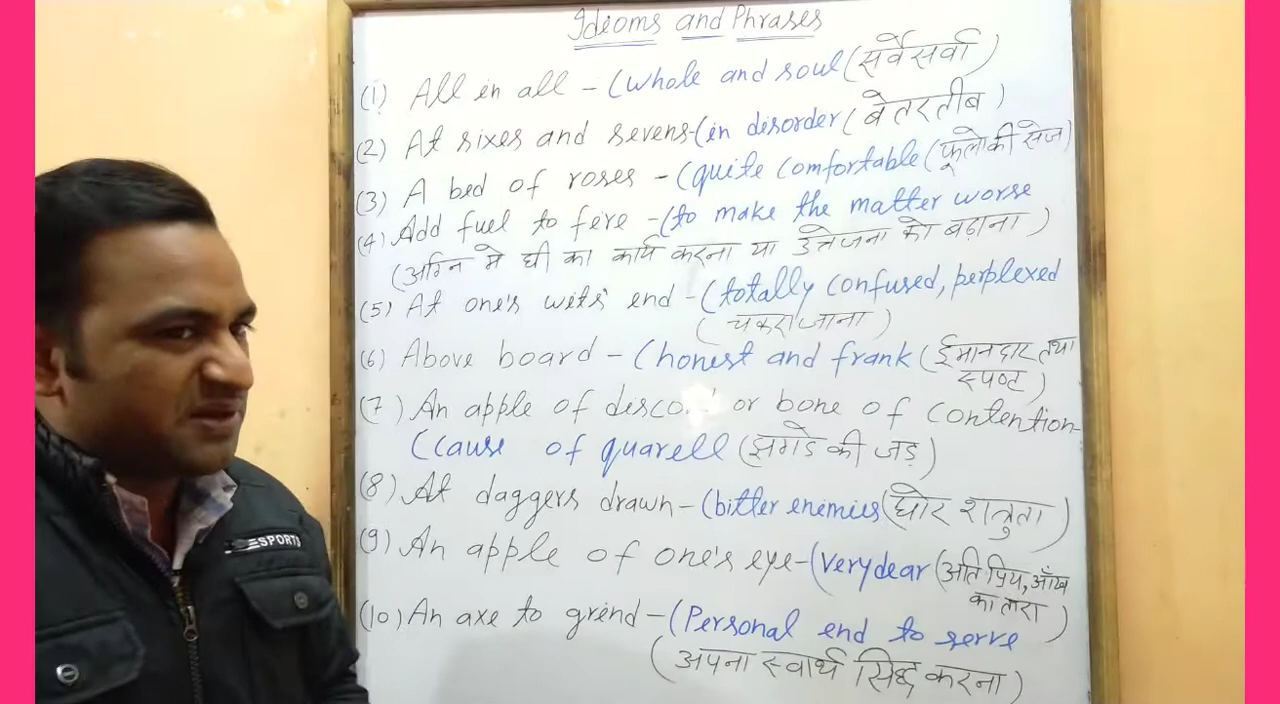 Idioms and Phrases
(1) All in all - (whole and soul (सर्वेसर्वा)
(2) At sixes and sevens-(in disorder (बेतरतीब)
(3) A bed of roses - (quite comfortable (फूलो की सेज)
(4) Add fuel to fire - (to make the matter worse
(अग्नि मे घी का कार्य करना या उत्तेजना को बढ़ाना)
(5) At one's wits' end - (totally confused, perplexed
(चकरा जाना)
(6) Above board - (honest and frank (ईमानदार तथा
स्पष्ट)
(7) An apple of discord or bone of contention-
(cause of quarell (झगडे की जड़)
(8) At daggers drawn - (bitter enemies (घोर शत्रुता)
(9) An apple of one's eye - (very dear (अति प्रिय, आँख
का तारा)
(10) An axe to grind - (Personal end to serve
(अपना स्वार्थ सिद्ध करना)
ESPORTS